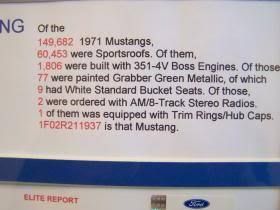 NG
Of the
149,682 1971 Mustangs,
60,453 were Sportsroofs. Of them,
1,806 were built with 351-4V Boss Engines. Of those
77 were painted Grabber Green Metallic, of which
9 had White Standard Bucket Seats. Of those,
2 were ordered with AM/8-Track Stereo Radios.
1 of them was equipped with Trim Rings/Hub Caps.
1F02R211937 is that Mustang.
ELITE REPORT
Ford